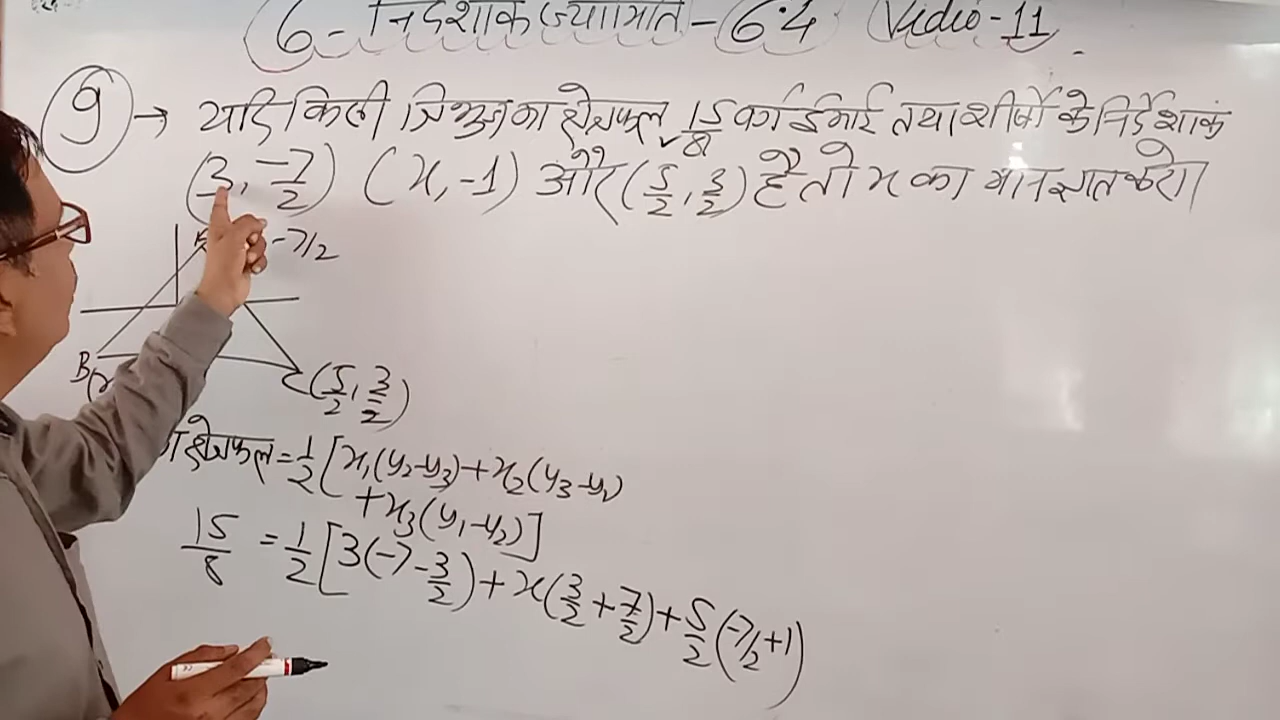 6- निर्देशांक ज्यामिति - 6.4 Video-11
9 → यदि किसी त्रिभुज का क्षेत्रफल 15/8 वर्ग ईकाई तथा शीर्षों के निर्देशांक
(3, -7/2) (x, -1) और (5/2, 3/2) है तो x का मान ज्ञात करो।
-7/2
B(
C(5/2, 3/2)
क्षेत्रफल = 1/2 [x₁(y₂-y₃)+x₂(y₃-y₁)
+x₃(y₁-y₂)]
15/8 = 1/2 [3(-7-3/2)+x(3/2+7/2)+5/2(-7/2+1)